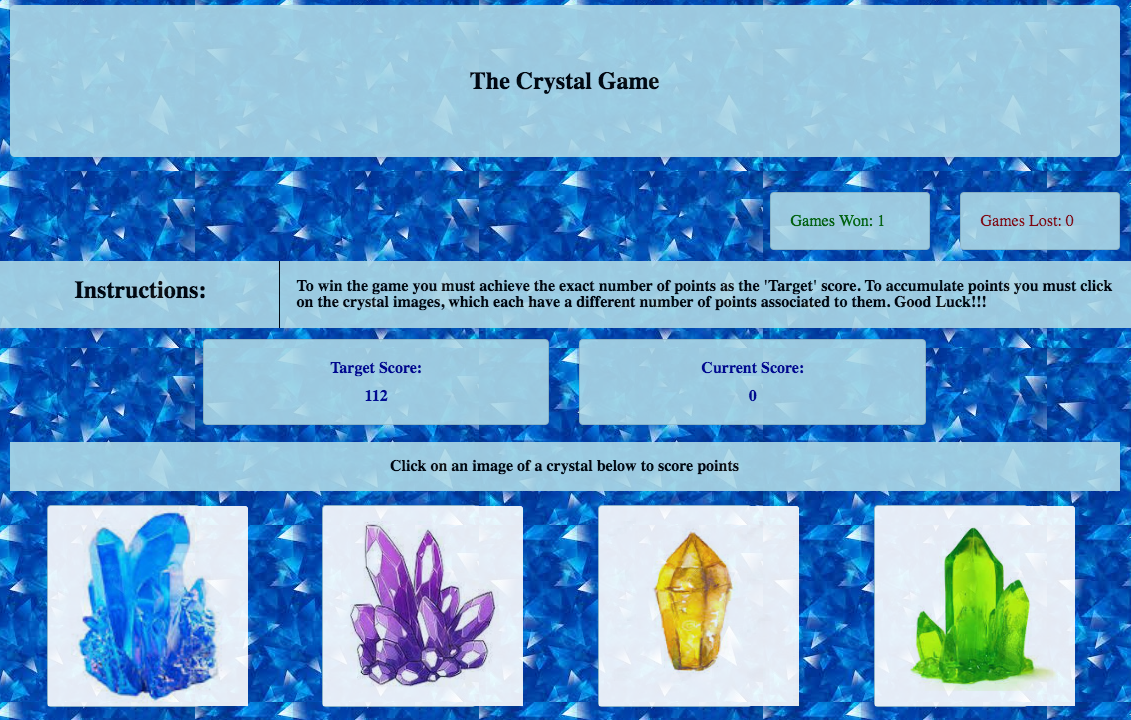 The Crystal Game
Games Won: 1
Games Lost: 0
Instructions:
To win the game you must achieve the exact number of points as the 'Target' score. To accumulate points you must click
on the crystal images, which each have a different number of points associated to them. Good Luck!!!
Target Score:
112
Current Score:
0
Click on an image of a crystal below to score points